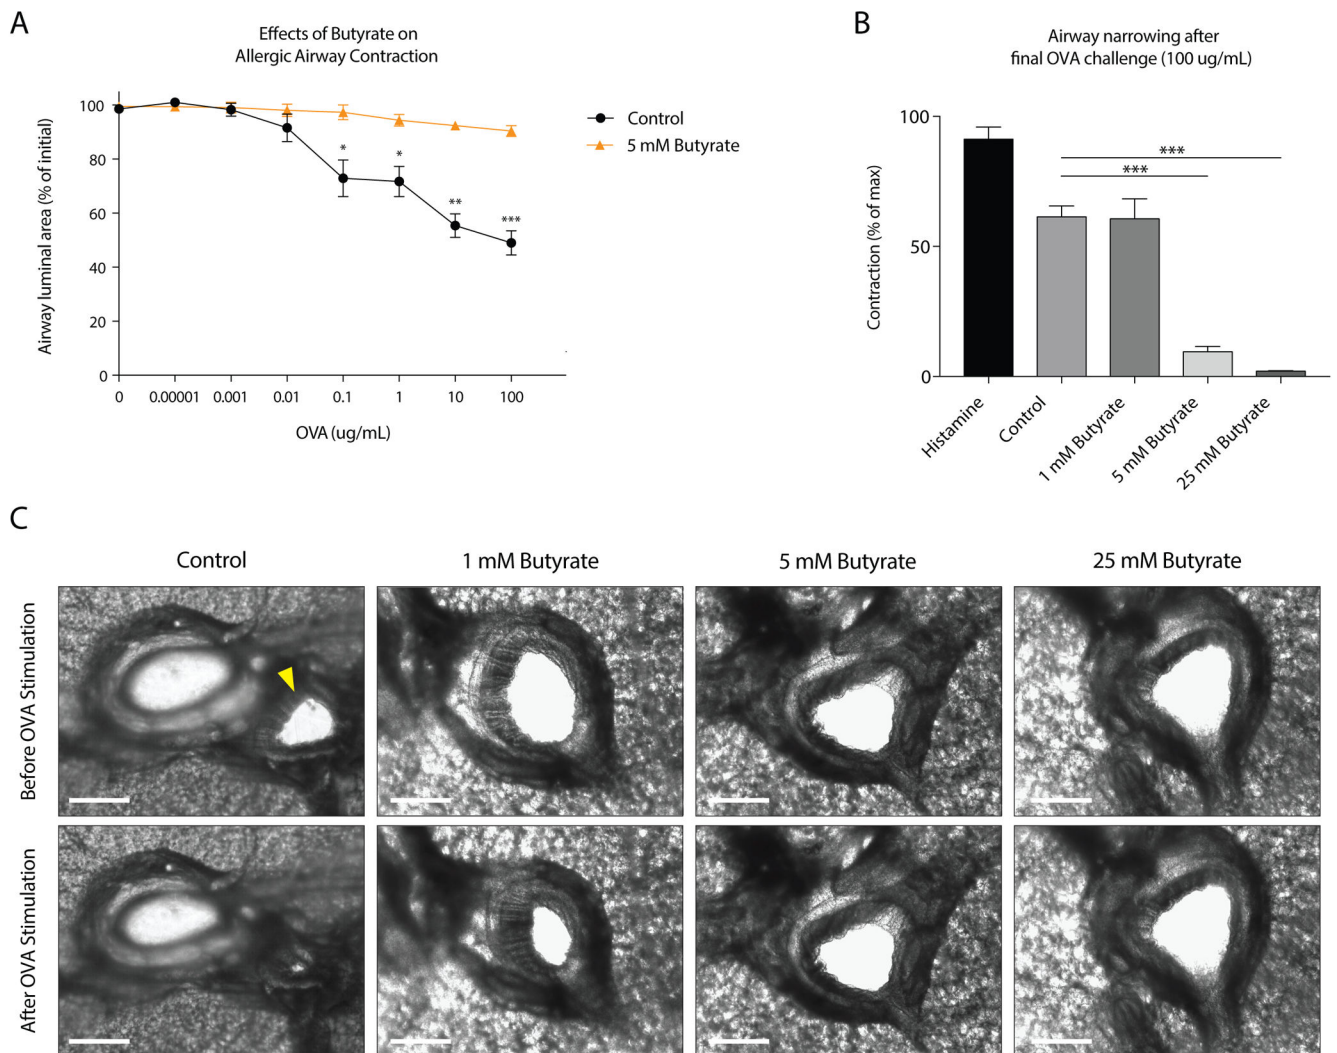 A
Effects of Butyrate on
Allergic Airway Contraction
Airway luminal area (% of initial)
100
80
60
40
20
0
*
*
**
***
0
0.00001
0.001
0.01
0.1
1
10
100
OVA (ug/mL)
Control
5 mM Butyrate
B
Airway narrowing after
final OVA challenge (100 ug/mL)
Contraction (% of max)
100
50
0
***
***
Histamine
Control
1 mM Butyrate
5 mM Butyrate
25 mM Butyrate
C
Control
1 mM Butyrate
5 mM Butyrate
25 mM Butyrate
Before OVA Stimulation
After OVA Stimulation